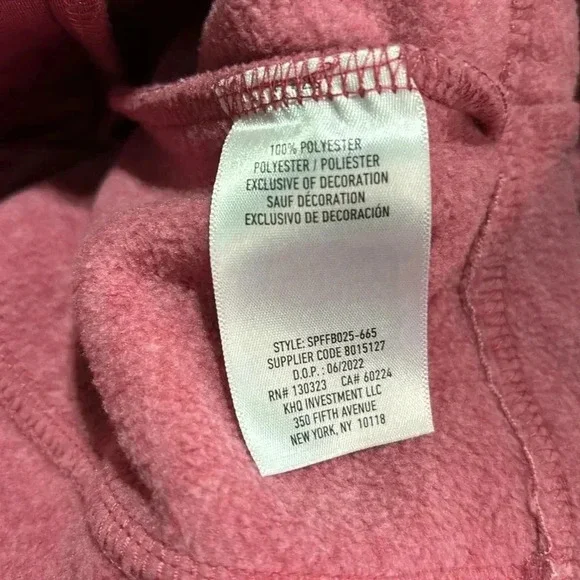 100% POLYESTER
POLYESTER / POLIESTER
EXCLUSIVE OF DECORATION
SAUF DÉCORATION
EXCLUSIVO DE DECORACIÓN
STYLE: SPFFB025-665
SUPPLIER CODE 8015127
D.O.P.: 06/2022
RN# 130323 CA# 60224
KHQ INVESTMENT LLC
350 FIFTH AVENUE
NEW YORK, NY 10118